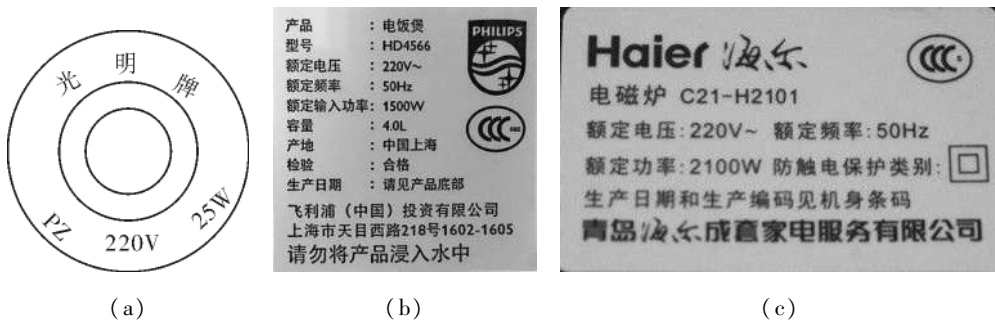 光明牌
PZ 220V 25W
产品 : 电饭煲
型号 : HD4566
额定电压 : 220V~
额定频率 : 50Hz
额定输入功率: 1500W
容量 : 4.0L
产地 : 中国上海
检验 : 合格
生产日期 : 请见产品底部
飞利浦（中国）投资有限公司
上海市天目西路218号1602-1605
请勿将产品浸入水中
PHILIPS
CCC
Haier 海尔
CCC S
电磁炉 C21-H2101
额定电压:220V~ 额定频率:50Hz
额定功率:2100W 防触电保护类别:
生产日期和生产编码见机身条码
青岛海尔成套家电服务有限公司
(a) (b) (c)